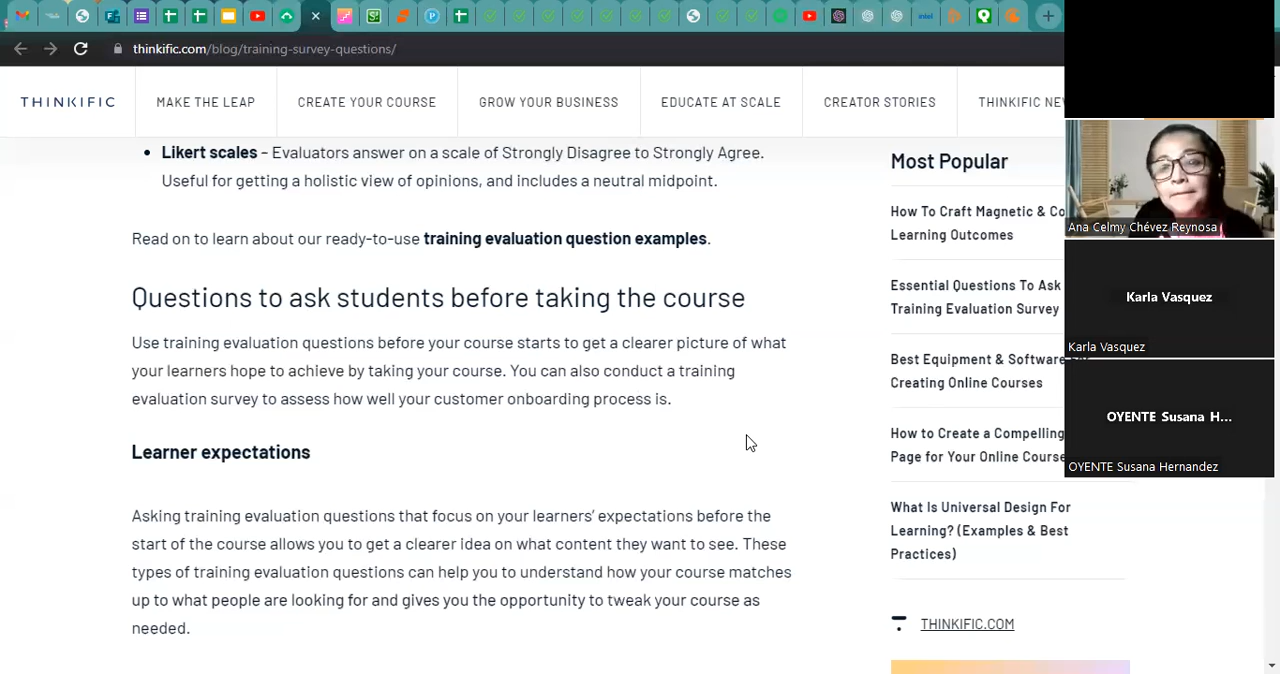 thinkific.com/blog/training-survey-questions/
THINKIFIC
MAKE THE LEAP
CREATE YOUR COURSE
GROW YOUR BUSINESS
EDUCATE AT SCALE
CREATOR STORIES
THINKIFIC NE
• Likert scales – Evaluators answer on a scale of Strongly Disagree to Strongly Agree.
Useful for getting a holistic view of opinions, and includes a neutral midpoint.
Read on to learn about our ready-to-use training evaluation question examples.
Questions to ask students before taking the course
Use training evaluation questions before your course starts to get a clearer picture of what
your learners hope to achieve by taking your course. You can also conduct a training
evaluation survey to assess how well your customer onboarding process is.
Learner expectations
Asking training evaluation questions that focus on your learners’ expectations before the
start of the course allows you to get a clearer idea on what content they want to see. These
types of training evaluation questions can help you to understand how your course matches
up to what people are looking for and gives you the opportunity to tweak your course as
needed.
Most Popular
How To Craft Magnetic & Co
Learning Outcomes
Essential Questions To Ask
Training Evaluation Survey
Best Equipment & Software
Creating Online Courses
How to Create a Compelling
Page for Your Online Course
What Is Universal Design For
Learning? (Examples & Best
Practices)
THINKIFIC.COM
Ana Celmy Chévez Reynosa
Karla Vasquez
Karla Vasquez
OYENTE Susana H...
OYENTE Susana Hernandez